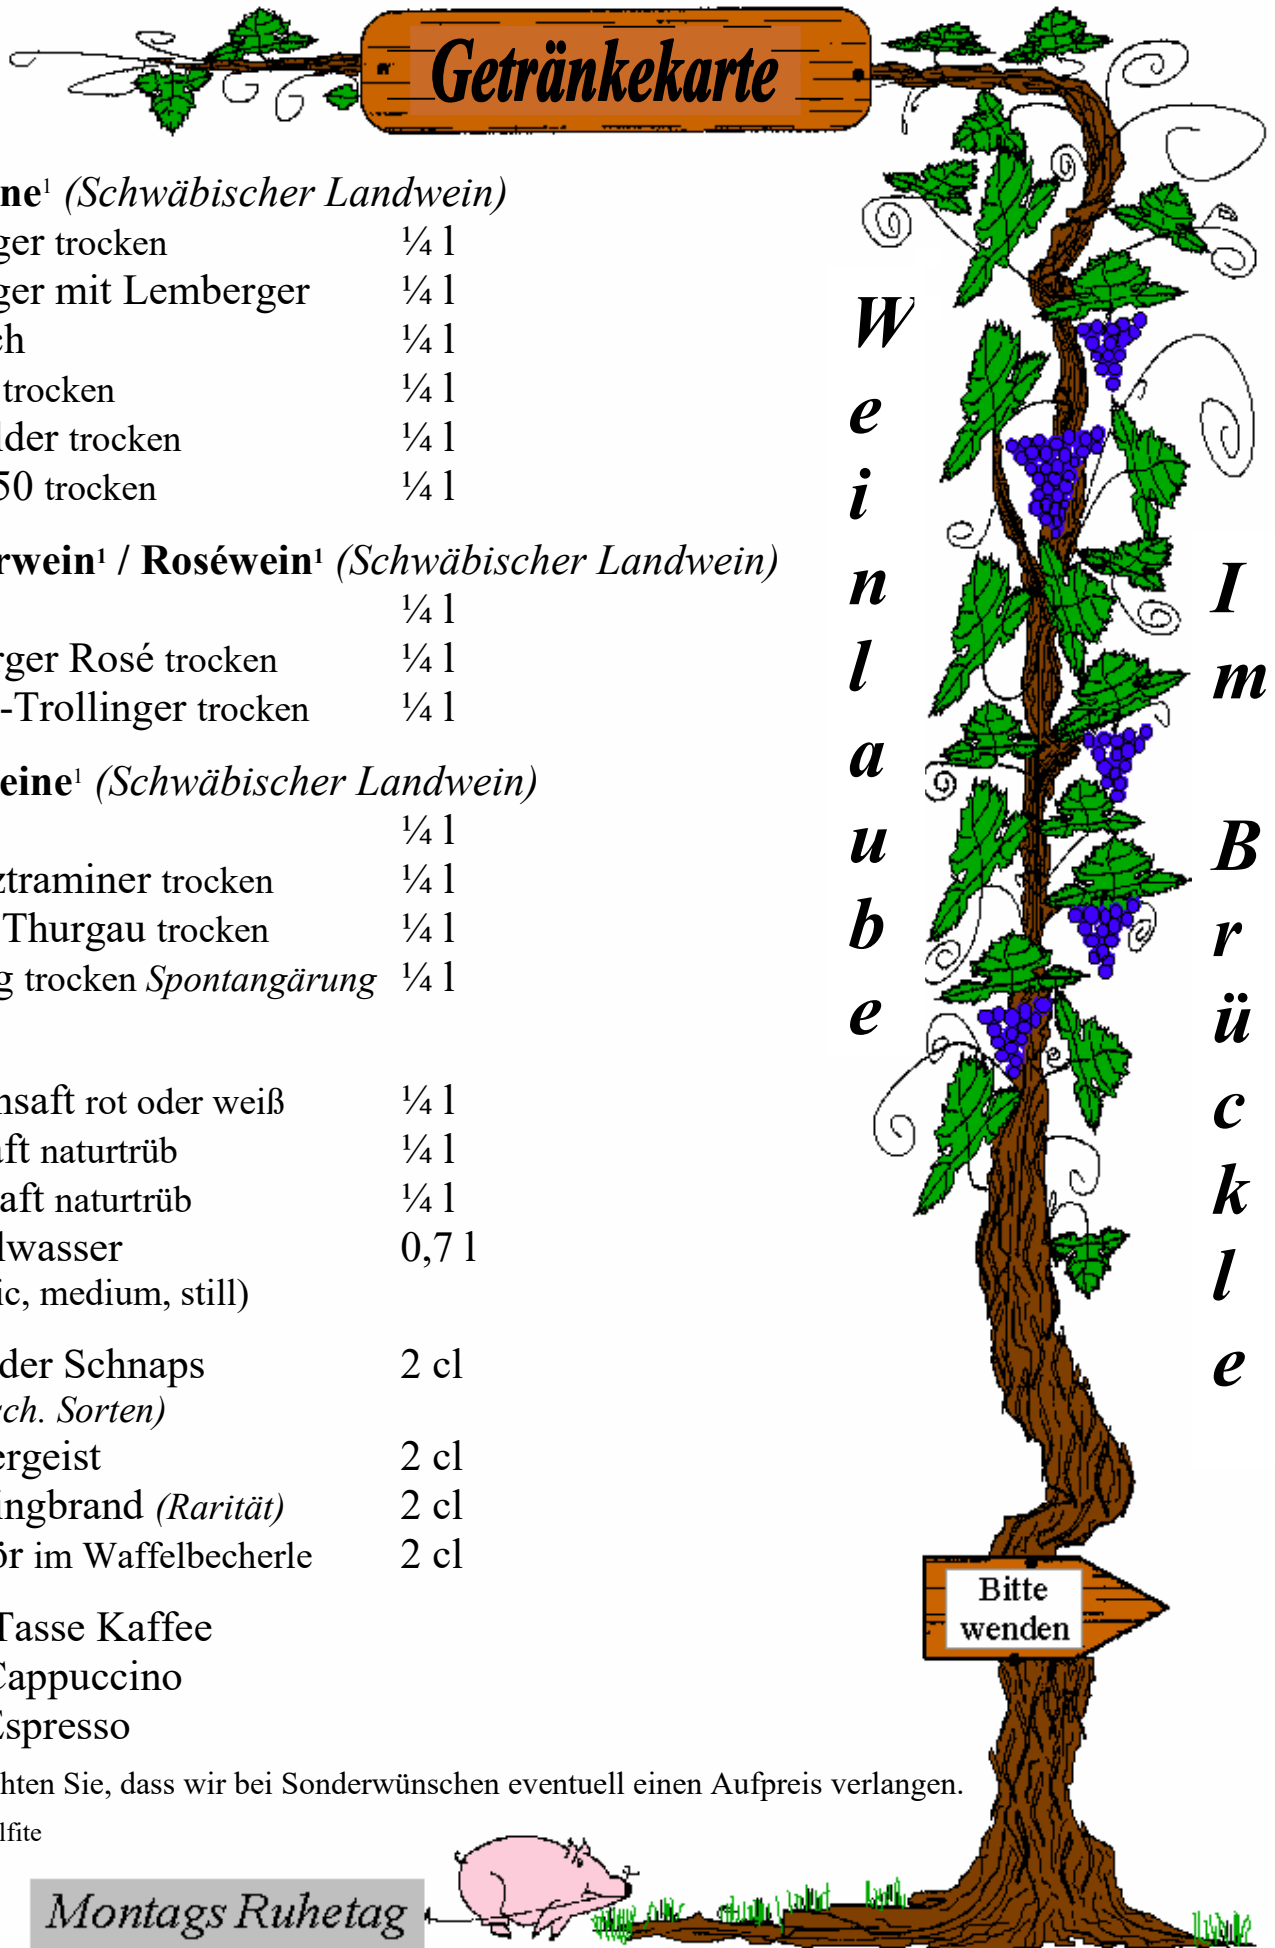 Getränkekarte
ne¹ (Schwäbischer Landwein)
ger trocken ¼ l
ger mit Lemberger ¼ l
ch ¼ l
trocken ¼ l
lder trocken ¼ l
50 trocken ¼ l
rwein¹ / Roséwein¹ (Schwäbischer Landwein)
¼ l
rger Rosé trocken ¼ l
-Trollinger trocken ¼ l
eine¹ (Schwäbischer Landwein)
¼ l
ztraminer trocken ¼ l
Thurgau trocken ¼ l
g trocken Spontangärung ¼ l
nsaft rot oder weiß ¼ l
aft naturtrüb ¼ l
aft naturtrüb ¼ l
lwasser 0,7 l
ic, medium, still)
der Schnaps 2 cl
sch. Sorten)
ergeist 2 cl
ingbrand (Rarität) 2 cl
ör im Waffelbecherle 2 cl
Tasse Kaffee
Cappuccino
Espresso
hten Sie, dass wir bei Sonderwünschen eventuell einen Aufpreis verlangen.
lfite
Montags Ruhetag
Weinlaube
Im Brückle
Bitte
wenden